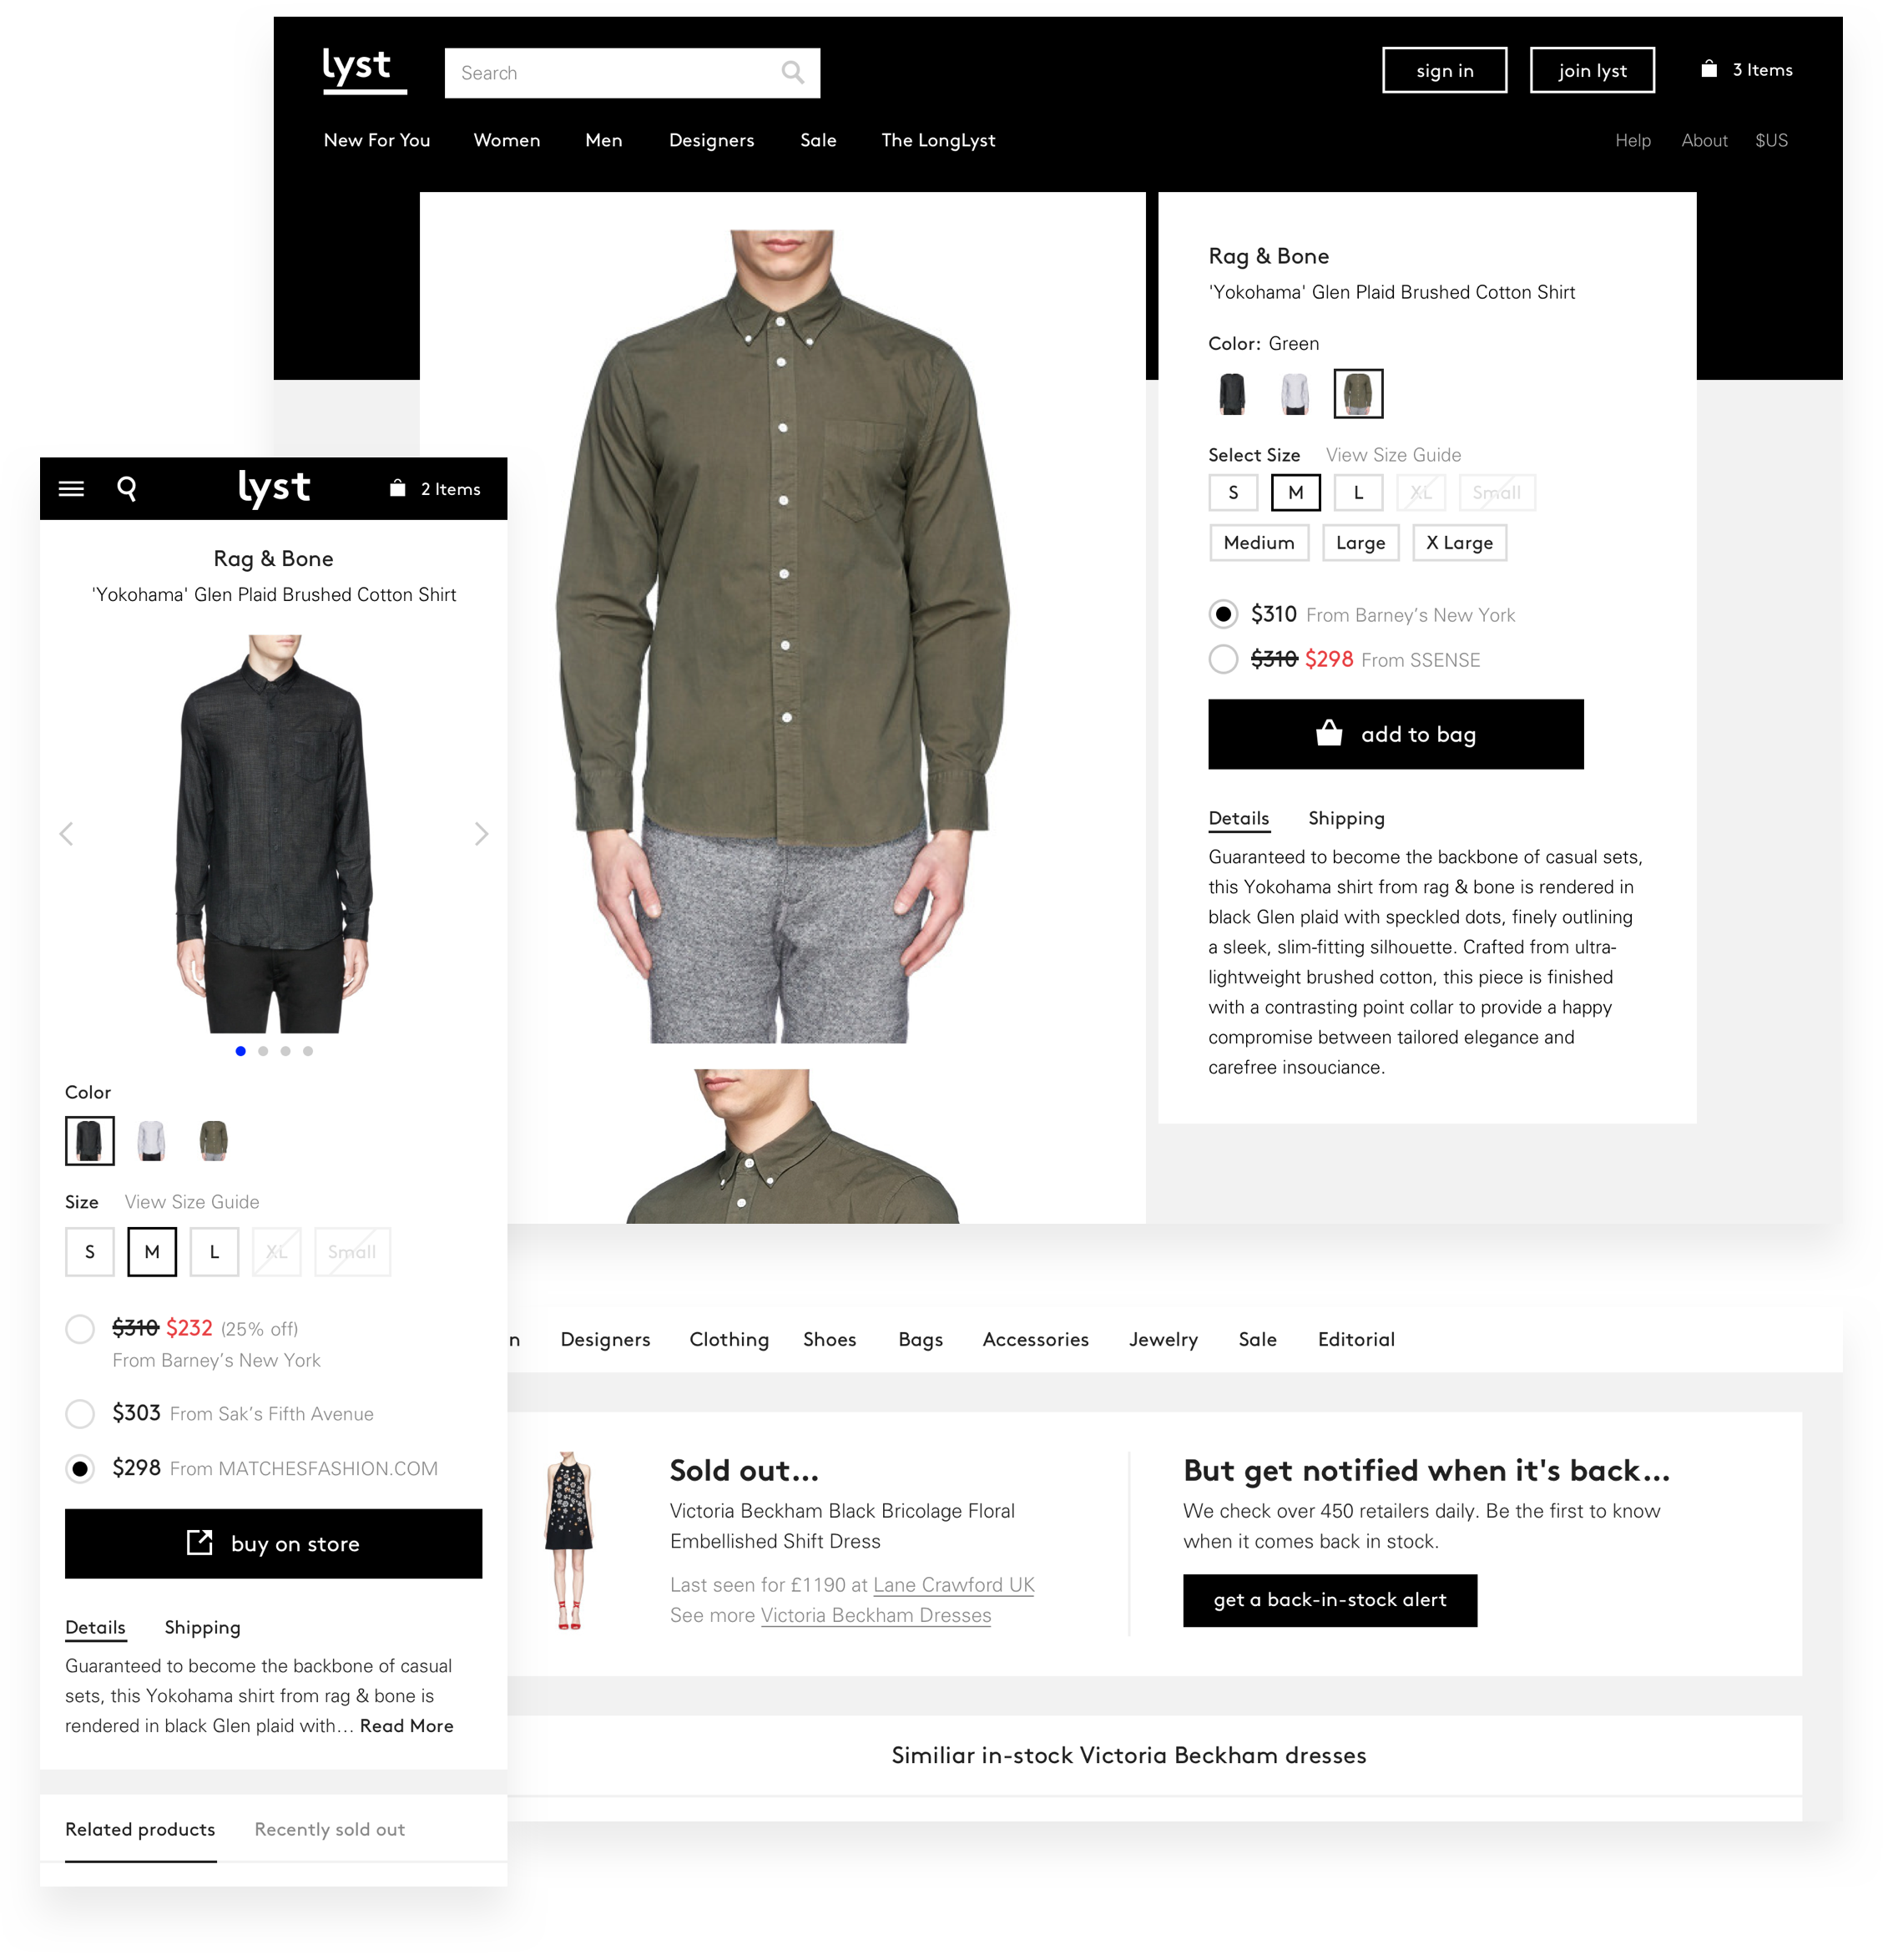 lyst
Search
sign in
join lyst
3 Items
New For You
Women
Men
Designers
Sale
The LongLyst
Help
About
$US
Rag & Bone
'Yokohama' Glen Plaid Brushed Cotton Shirt
Color: Green
Select Size
View Size Guide
S
M
L
XL
Small
Medium
Large
X Large
$310 From Barney’s New York
$310 $298 From SSENSE
add to bag
Details
Shipping
Guaranteed to become the backbone of casual sets,
this Yokohama shirt from rag & bone is rendered in
black Glen plaid with speckled dots, finely outlining
a sleek, slim-fitting silhouette. Crafted from ultra-
lightweight brushed cotton, this piece is finished
with a contrasting point collar to provide a happy
compromise between tailored elegance and
carefree insouciance.
lyst
2 Items
Rag & Bone
'Yokohama' Glen Plaid Brushed Cotton Shirt
Color
Size
View Size Guide
S
M
L
XL
Small
$310 $232 (25% off)
From Barney’s New York
$303 From Sak’s Fifth Avenue
$298 From MATCHESFASHION.COM
buy on store
Details
Shipping
Guaranteed to become the backbone of casual
sets, this Yokohama shirt from rag & bone is
rendered in black Glen plaid with... Read More
Related products
Recently sold out
n
Designers
Clothing
Shoes
Bags
Accessories
Jewelry
Sale
Editorial
Sold out...
Victoria Beckham Black Bricolage Floral
Embellished Shift Dress
Last seen for £1190 at Lane Crawford UK
See more Victoria Beckham Dresses
But get notified when it's back...
We check over 450 retailers daily. Be the first to know
when it comes back in stock.
get a back-in-stock alert
Similiar in-stock Victoria Beckham dresses